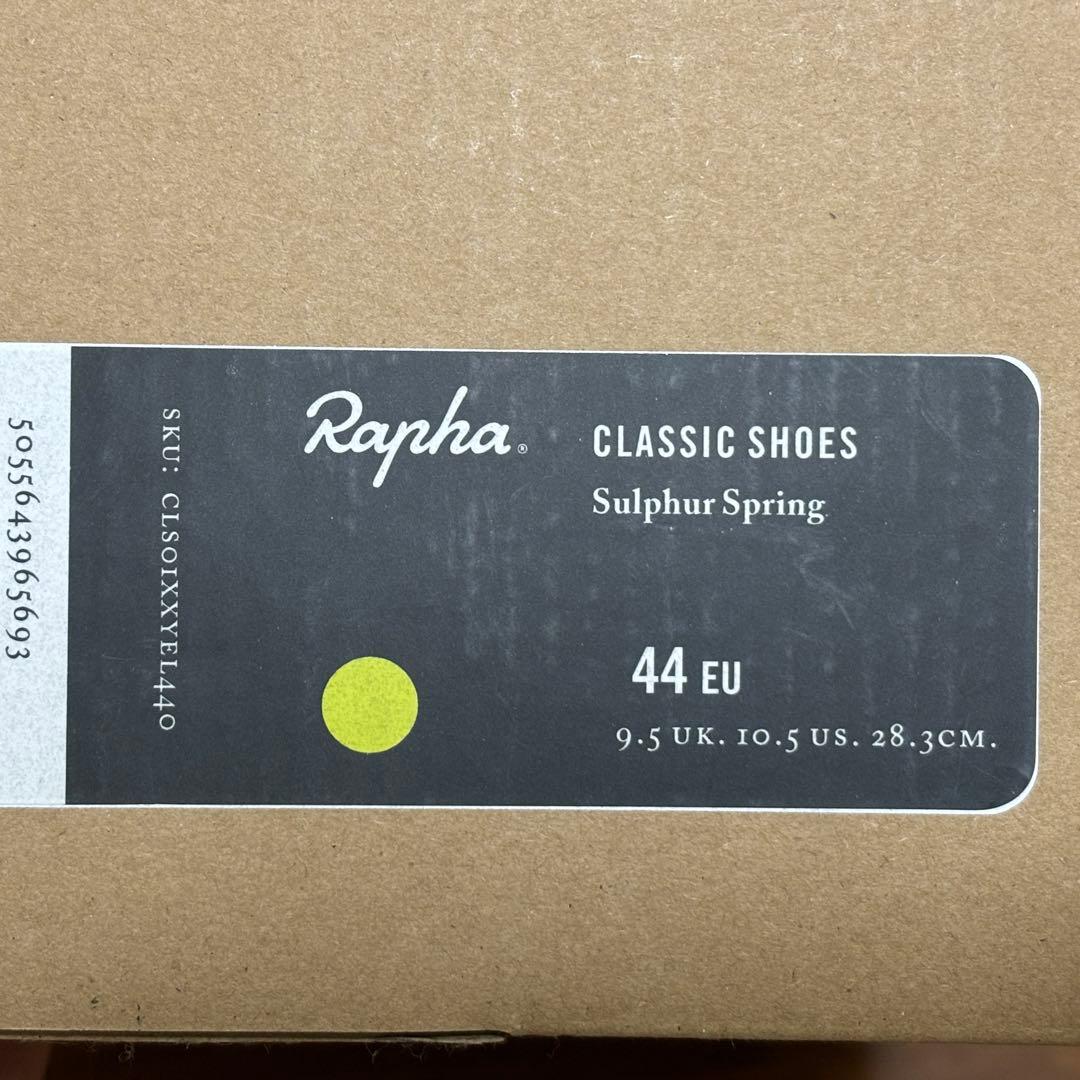 5055643965693
SKU: CLS01XXYEL440
Rapha®
CLASSIC SHOES
Sulphur Spring
44 EU
9.5 UK. 10.5 US. 28.3CM.